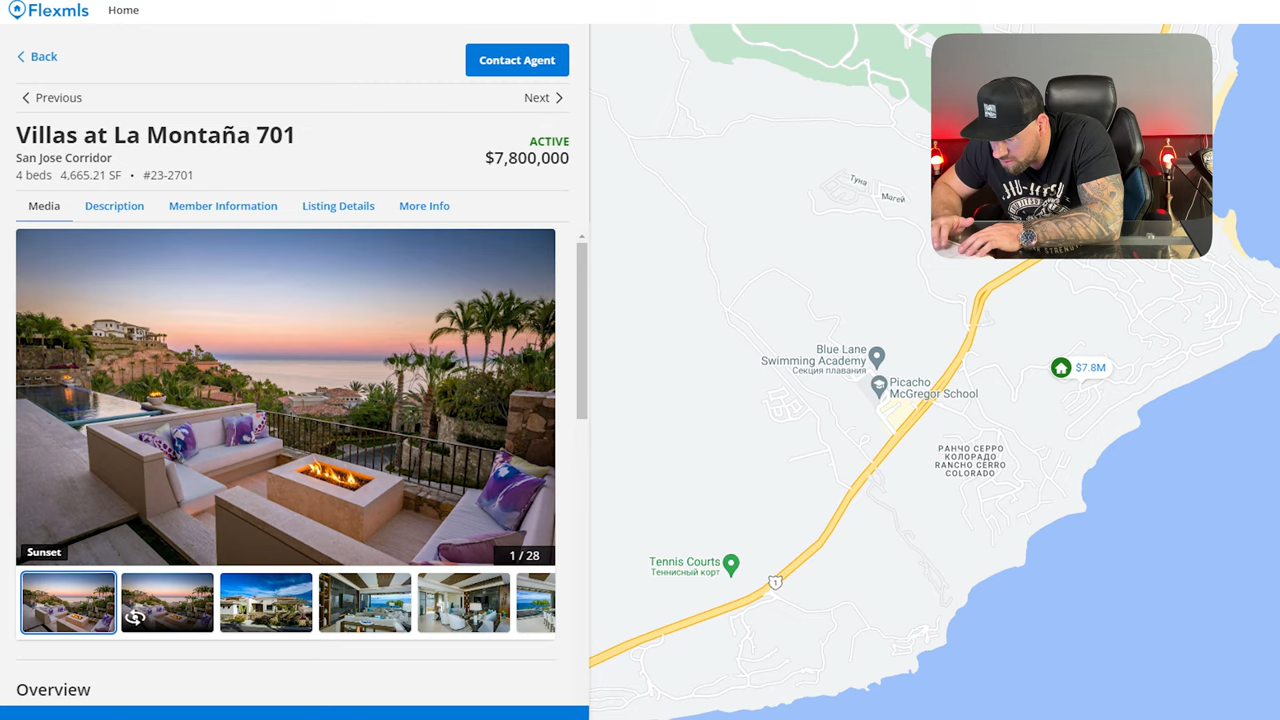 Flexmls
Home
Back
Contact Agent
Previous
Next
Villas at La Montaña 701
ACTIVE
San Jose Corridor
$7,800,000
4 beds 4,665.21 SF • #23-2701
Media
Description
Member Information
Listing Details
More Info
Sunset
1 / 28
Overview
Туна
Магей
Blue Lane
Swimming Academy
Секция плавания
Picacho
McGregor School
$7.8M
РАНЧО СЕРРО
КОЛОРАДО
RANCHO CERRO
COLORADO
Tennis Courts
Теннисный корт
1
JIU-JITSU
STRENGT